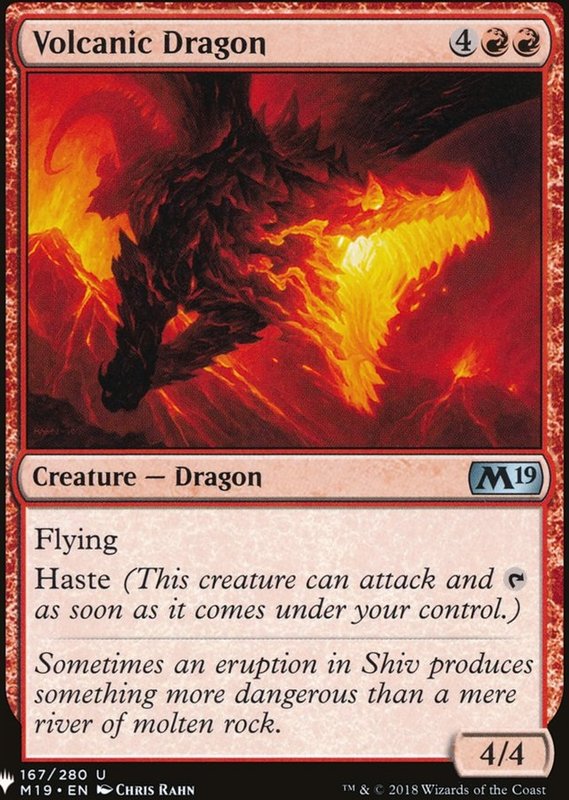 Volcanic Dragon 4
Creature — Dragon M19
Flying
Haste (This creature can attack and
as soon as it comes under your control.)
Sometimes an eruption in Shiv produces
something more dangerous than a mere
river of molten rock.
4/4
167/280 U
M19 • EN Chris Rahn ™ & © 2018 Wizards of the Coast